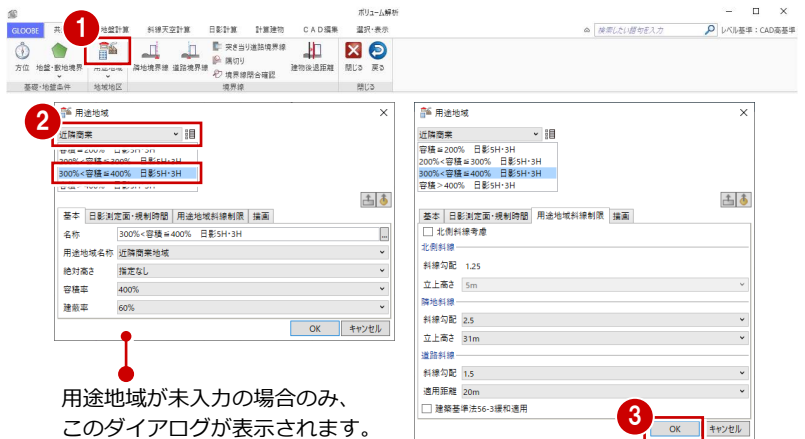 ボリューム解析
GLOOBE 共 地盤計算 斜線天空計算 日影計算 計算建物 CAD編集 選択・表示 検索したい語句を入力 レベル基準:CAD高基準
1
方位 地盤・敷地境界 用途地域 隣地境界線 道路境界線 突き当り道路境界線 隅切り 境界線閉合確認 建物後退距離 閉じる 戻る
基礎・地盤条件 地域地区 境界線 閉じる
2
用途地域
近隣商業
容積≦200% 日影5H・3H
200%<容積≦300% 日影5H・3H
300%<容積≦400% 日影5H・3H
基本 日影測定面・規制時間 用途地域斜線制限 描画
名称 300%<容積≦400% 日影5H・3H ...
用途地域名称 近隣商業地域
絶対高さ 指定なし
容積率 400%
建蔽率 60%
OK キャンセル
用途地域が未入力の場合のみ、
このダイアログが表示されます。
用途地域
近隣商業
容積≦200% 日影5H・3H
200%<容積≦300% 日影5H・3H
300%<容積≦400% 日影5H・3H
容積>400% 日影5H・3H
基本 日影測定面・規制時間 用途地域斜線制限 描画
北側斜線考慮
北側斜線
斜線勾配 1.25
立上高さ 5m
隣地斜線
斜線勾配 2.5
立上高さ 31m
道路斜線
斜線勾配 1.5
適用距離 20m
建築基準法56-3緩和適用
3
OK キャンセル